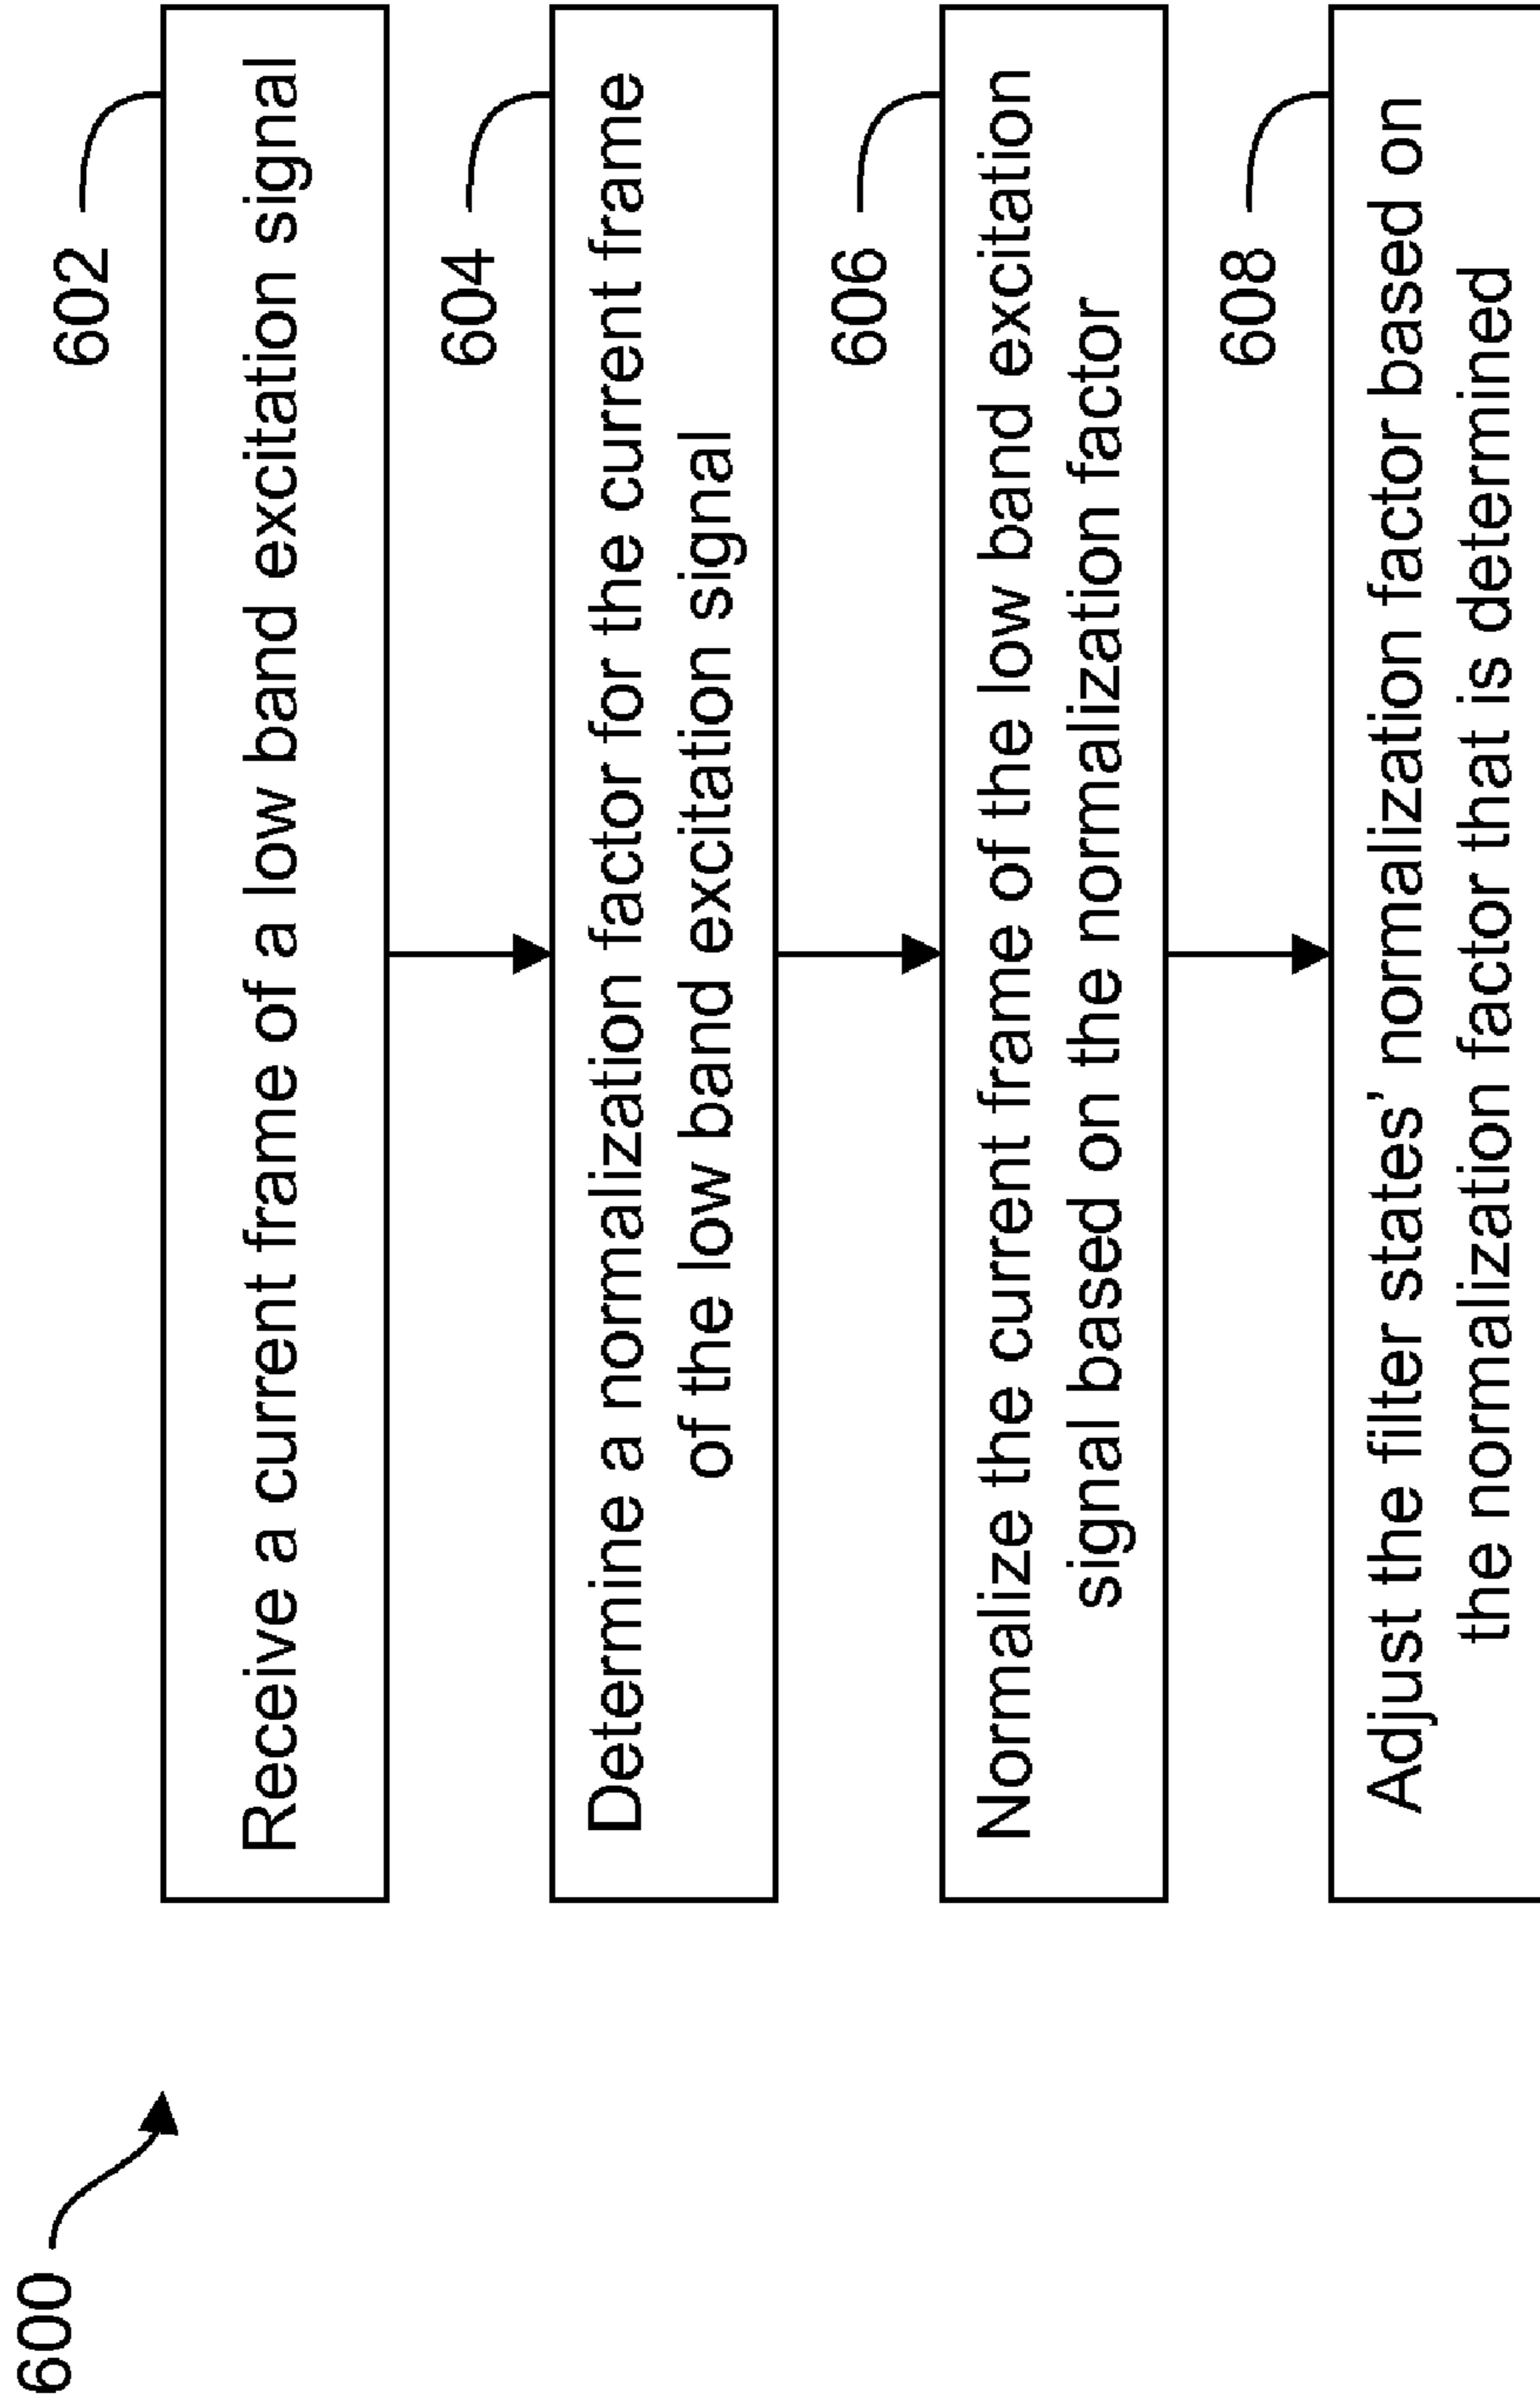 600
602
Receive a current frame of a low band excitation signal
604
Determine a normalization factor for the current frame
of the low band excitation signal
606
Normalize the current frame of the low band excitation
signal based on the normalization factor
608
Adjust the filter states’ normalization factor based on
the normalization factor that is determined